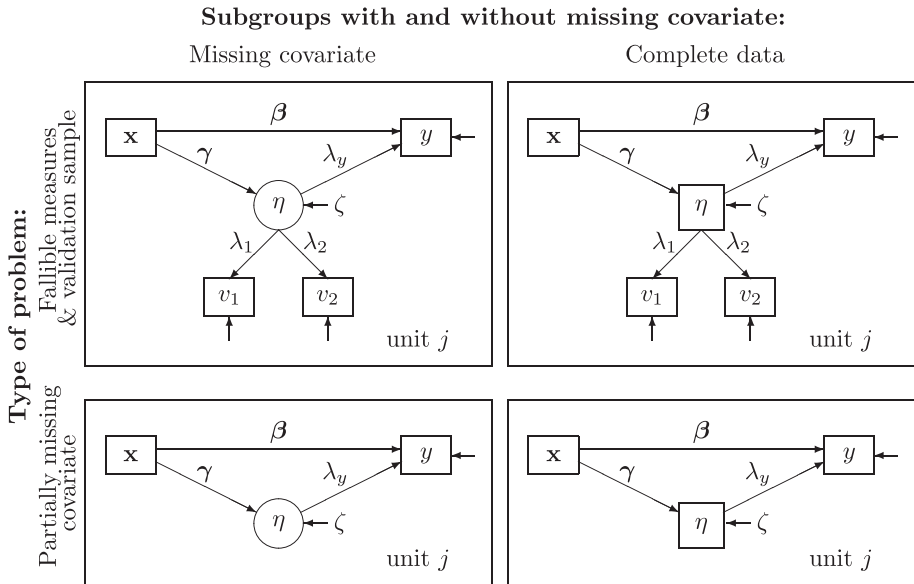 Subgroups with and without missing covariate:
Missing covariate
Complete data
Type of problem:
Fallible measures
& validation sample
x
β
y
γ
λy
η
ζ
λ1
λ2
v1
v2
unit j
x
β
y
γ
λy
η
ζ
λ1
λ2
v1
v2
unit j
Partially missing
covariate
x
β
y
γ
λy
η
ζ
unit j
x
β
y
γ
λy
η
ζ
unit j